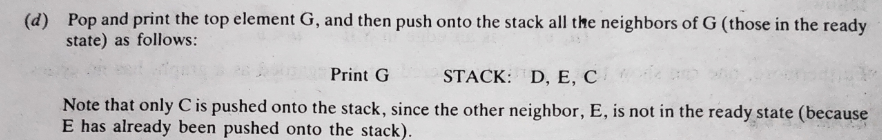 (d) Pop and print the top element G, and then push onto the stack all the neighbors of G (those in the ready
state) as follows:
Print G STACK: D, E, C
Note that only C is pushed onto the stack, since the other neighbor, E, is not in the ready state (because
E has already been pushed onto the stack).